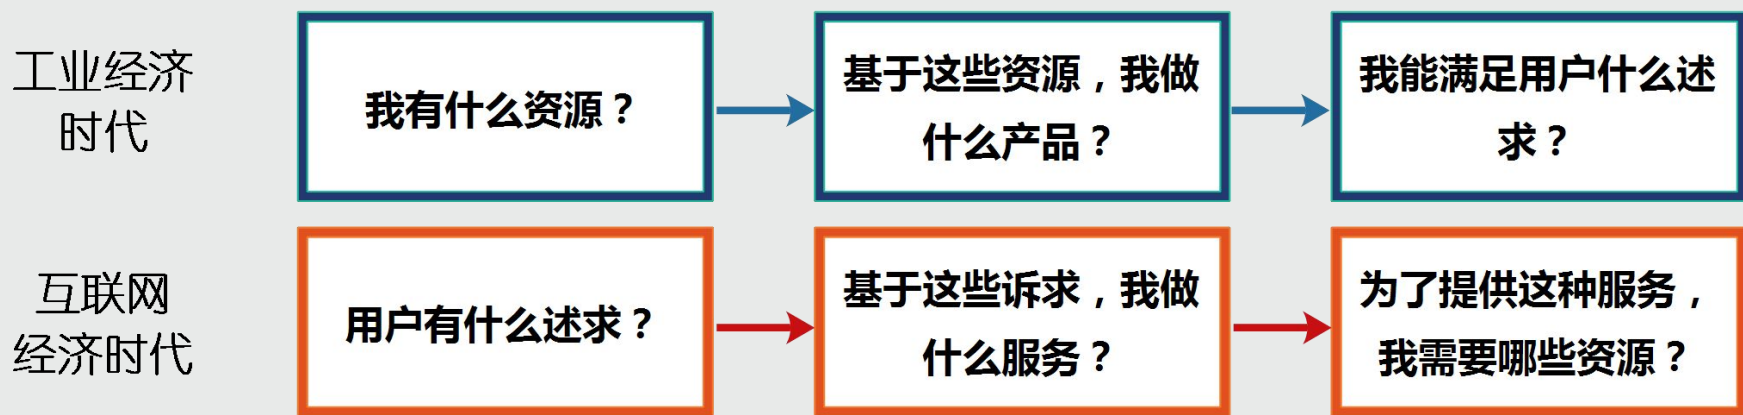 工业经济
时代
我有什么资源？
基于这些资源，我做
什么产品？
我能满足用户什么述
求？
互联网
经济时代
用户有什么述求？
基于这些诉求，我做
什么服务？
为了提供这种服务，
我需要哪些资源？